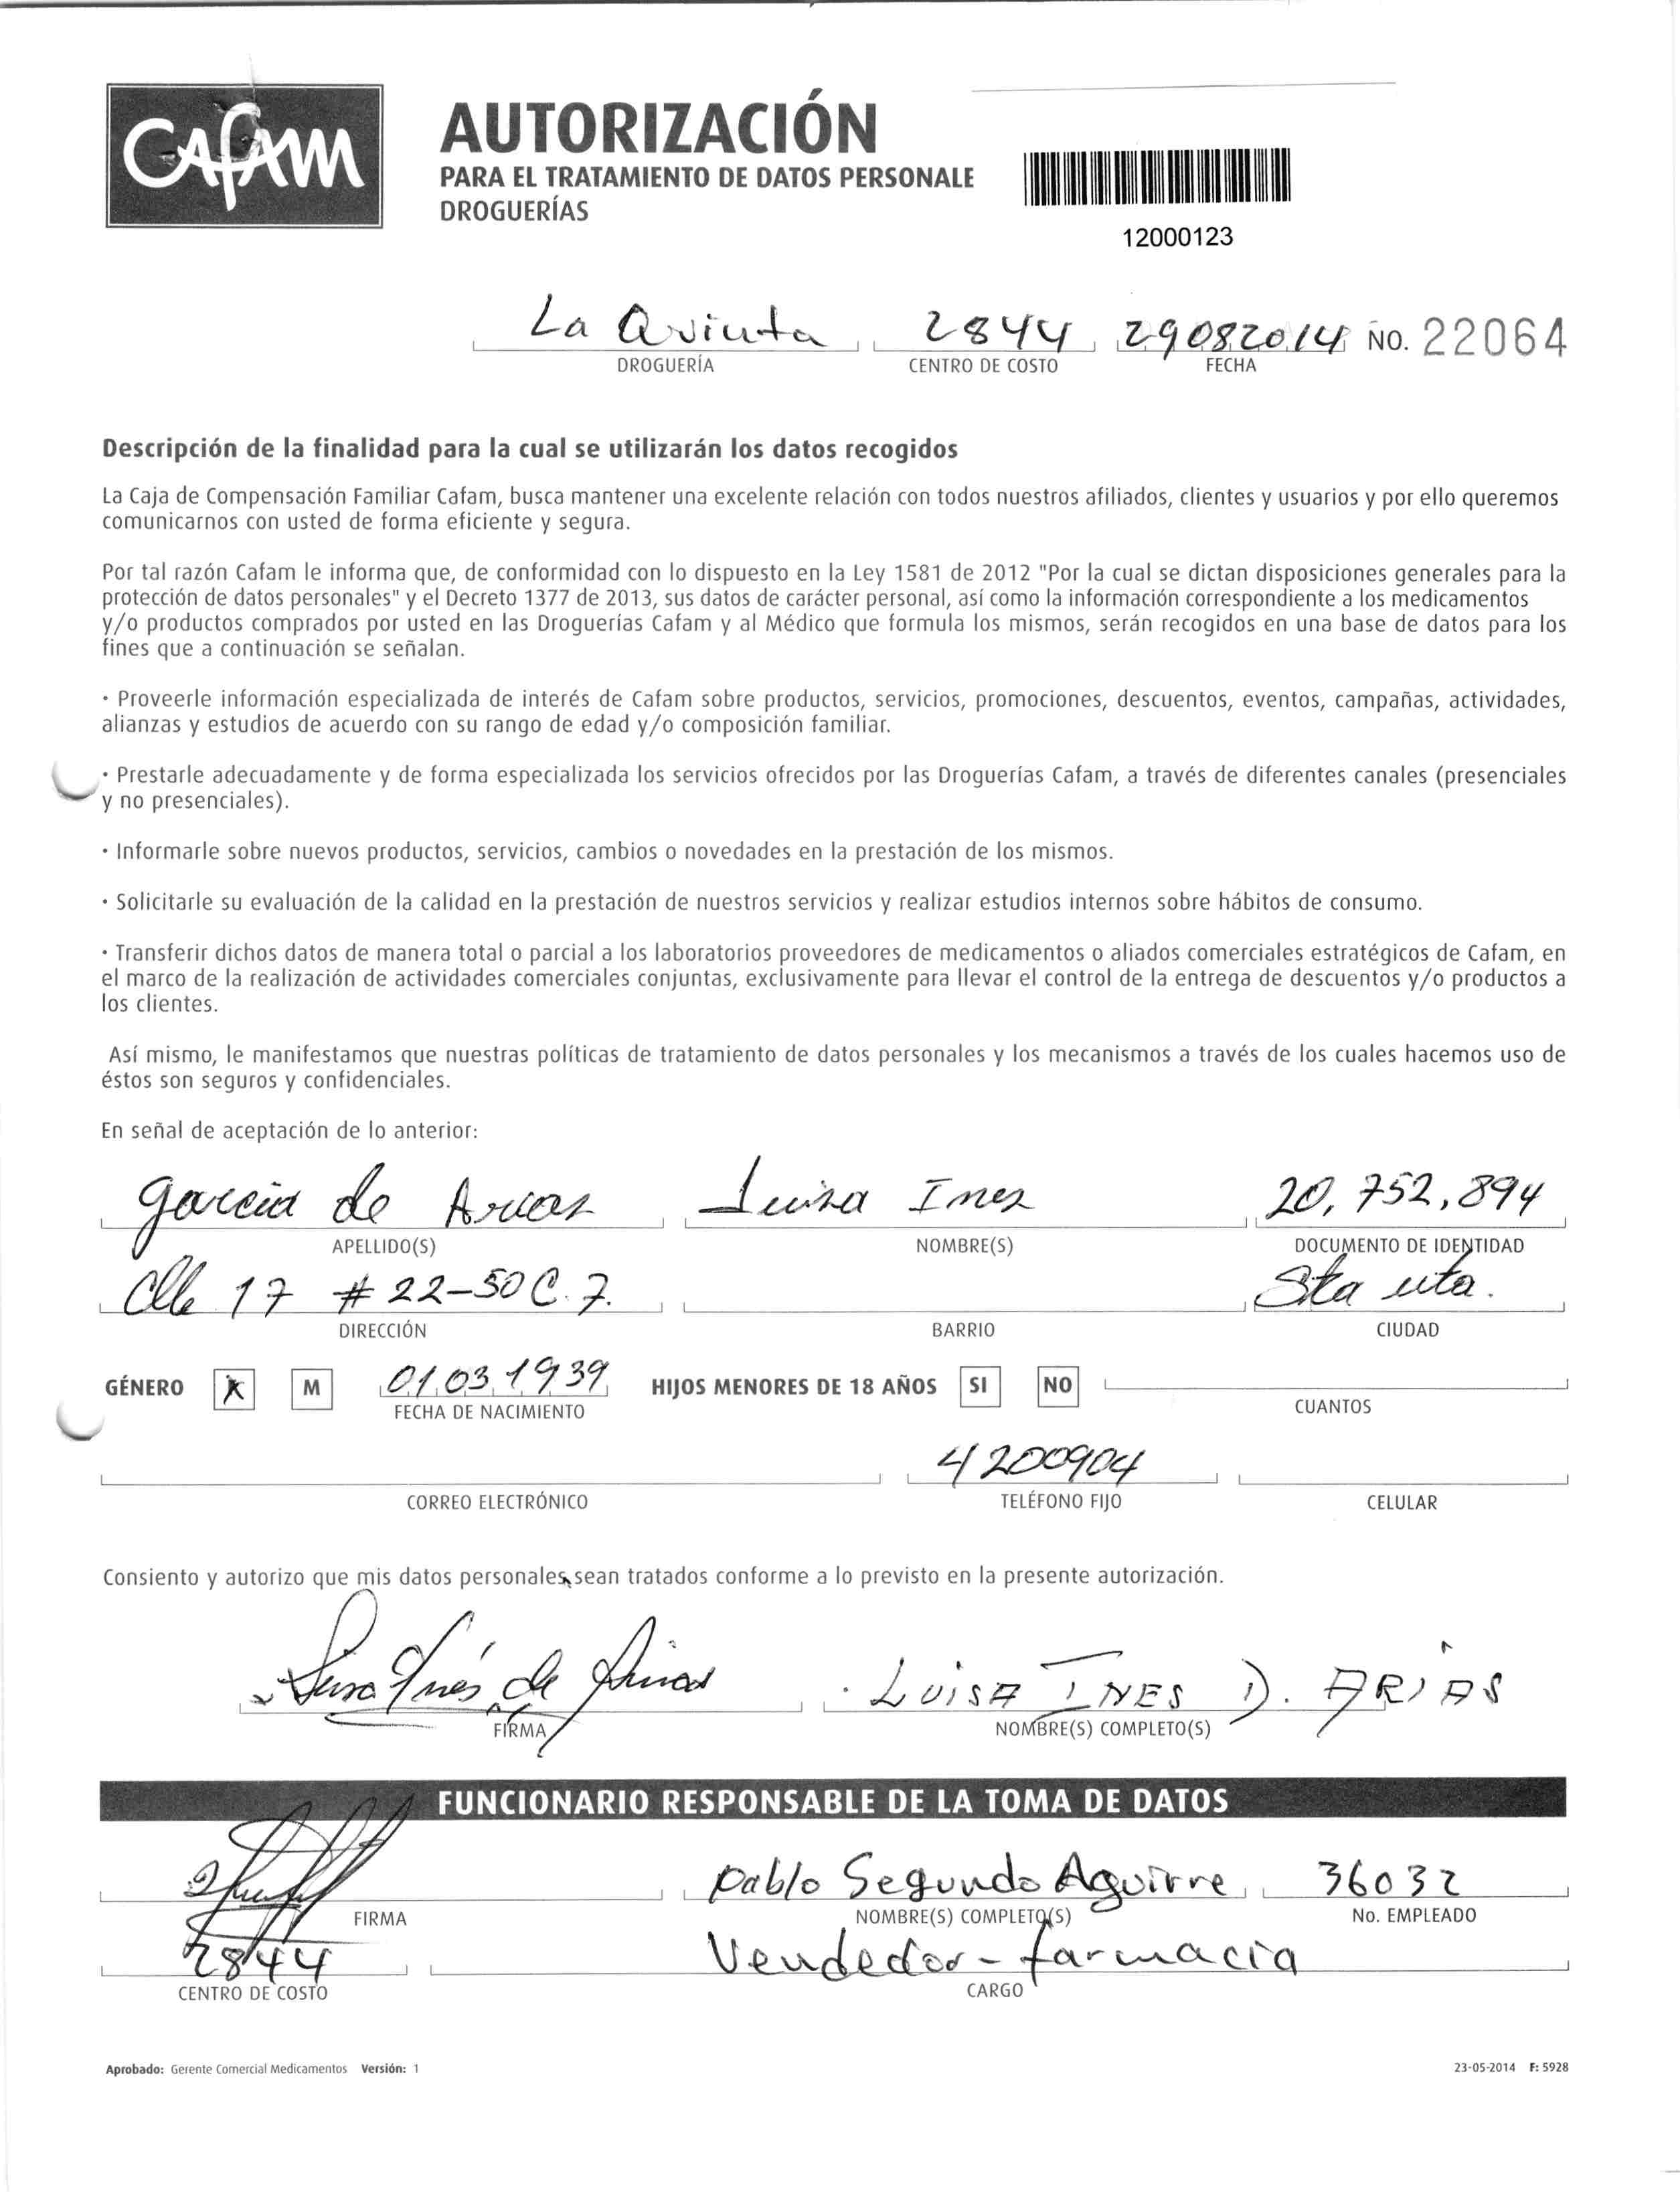 CAFAM
AUTORIZACIÓN
PARA EL TRATAMIENTO DE DATOS PERSONALE
DROGUERÍAS
12000123
La Quinta 2844 29082014 NO. 22064
DROGUERÍA CENTRO DE COSTO FECHA
Descripción de la finalidad para la cual se utilizarán los datos recogidos
La Caja de Compensación Familiar Cafam, busca mantener una excelente relación con todos nuestros afiliados, clientes y usuarios y por ello queremos
comunicarnos con usted de forma eficiente y segura.
Por tal razón Cafam le informa que, de conformidad con lo dispuesto en la Ley 1581 de 2012 "Por la cual se dictan disposiciones generales para la
protección de datos personales" y el Decreto 1377 de 2013, sus datos de carácter personal, así como la información correspondiente a los medicamentos
y/o productos comprados por usted en las Droguerías Cafam y al Médico que formula los mismos, serán recogidos en una base de datos para los
fines que a continuación se señalan.
· Proveerle información especializada de interés de Cafam sobre productos, servicios, promociones, descuentos, eventos, campañas, actividades,
alianzas y estudios de acuerdo con su rango de edad y/o composición familiar.
· Prestarle adecuadamente y de forma especializada los servicios ofrecidos por las Droguerías Cafam, a través de diferentes canales (presenciales
y no presenciales).
· Informarle sobre nuevos productos, servicios, cambios o novedades en la prestación de los mismos.
· Solicitarle su evaluación de la calidad en la prestación de nuestros servicios y realizar estudios internos sobre hábitos de consumo.
· Transferir dichos datos de manera total o parcial a los laboratorios proveedores de medicamentos o aliados comerciales estratégicos de Cafam, en
el marco de la realización de actividades comerciales conjuntas, exclusivamente para llevar el control de la entrega de descuentos y/o productos a
los clientes.
Así mismo, le manifestamos que nuestras políticas de tratamiento de datos personales y los mecanismos a través de los cuales hacemos uso de
éstos son seguros y confidenciales.
En señal de aceptación de lo anterior:
Garcia de Luisa Ines 20,752,894
APELLIDO(S) NOMBRE(S) DOCUMENTO DE IDENTIDAD
Clle 17 # 22-50 C.7. Sta
DIRECCIÓN BARRIO CIUDAD
GÉNERO X M 01031939 HIJOS MENORES DE 18 AÑOS SI NO
FECHA DE NACIMIENTO CUANTOS
4200904
CORREO ELECTRÓNICO TELÉFONO FIJO CELULAR
Consiento y autorizo que mis datos personales sean tratados conforme a lo previsto en la presente autorización.
Luisa Inés de Arias LUISA INES D. ARIAS
FIRMA NOMBRE(S) COMPLETO(S)
FUNCIONARIO RESPONSABLE DE LA TOMA DE DATOS
Pablo Segundo Aguirre 36032
FIRMA NOMBRE(S) COMPLETO(S) No. EMPLEADO
2844 Vendedor - farmacia
CENTRO DE COSTO CARGO
Aprobado: Gerente Comercial Medicamentos Versión: 1 23-05-2014 F: 5928